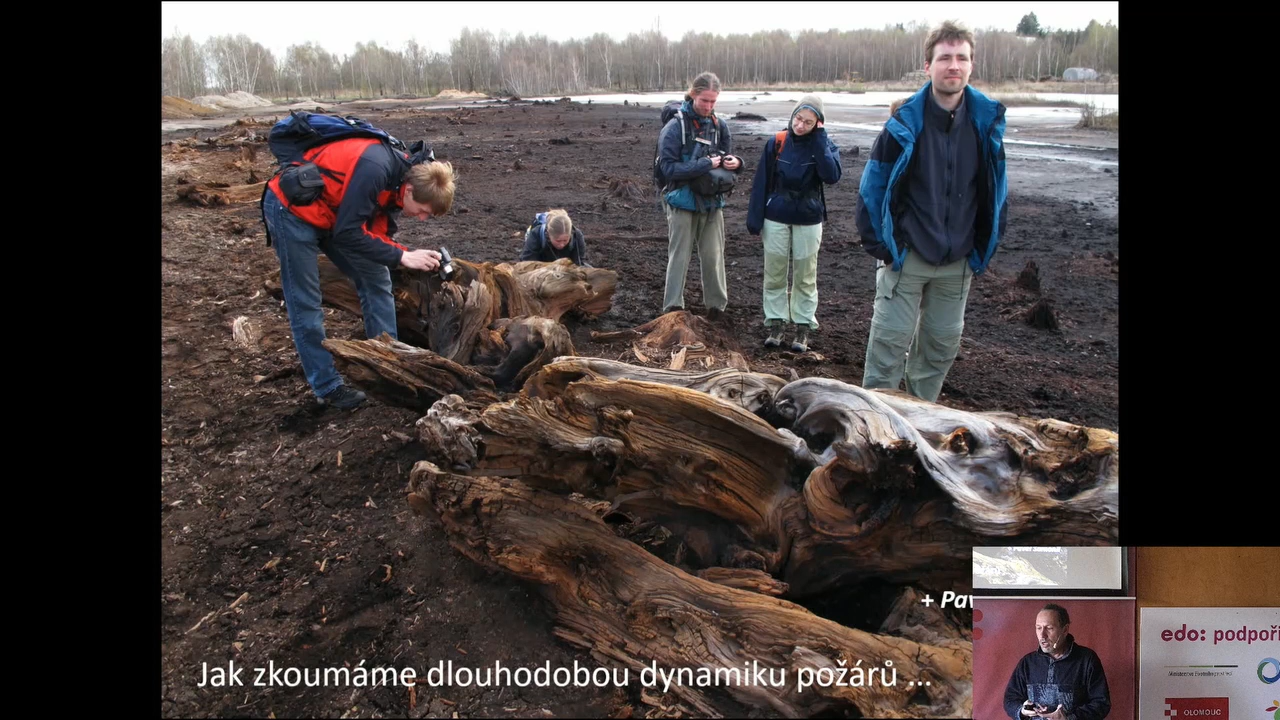 + Pav
Jak zkoumáme dlouhodobou dynamiku požárů ...
edo: podpoři
OLOMOUC